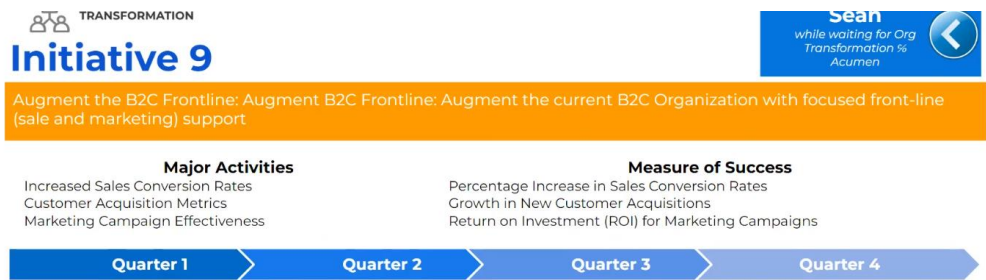 TRANSFORMATION
Initiative 9
Sean
while waiting for Org
Transformation %
Acumen
Augment the B2C Frontline: Augment B2C Frontline: Augment the current B2C Organization with focused front-line
(sale and marketing) support
Major Activities
Increased Sales Conversion Rates
Customer Acquisition Metrics
Marketing Campaign Effectiveness
Measure of Success
Percentage Increase in Sales Conversion Rates
Growth in New Customer Acquisitions
Return on Investment (ROI) for Marketing Campaigns
Quarter 1
Quarter 2
Quarter 3
Quarter 4